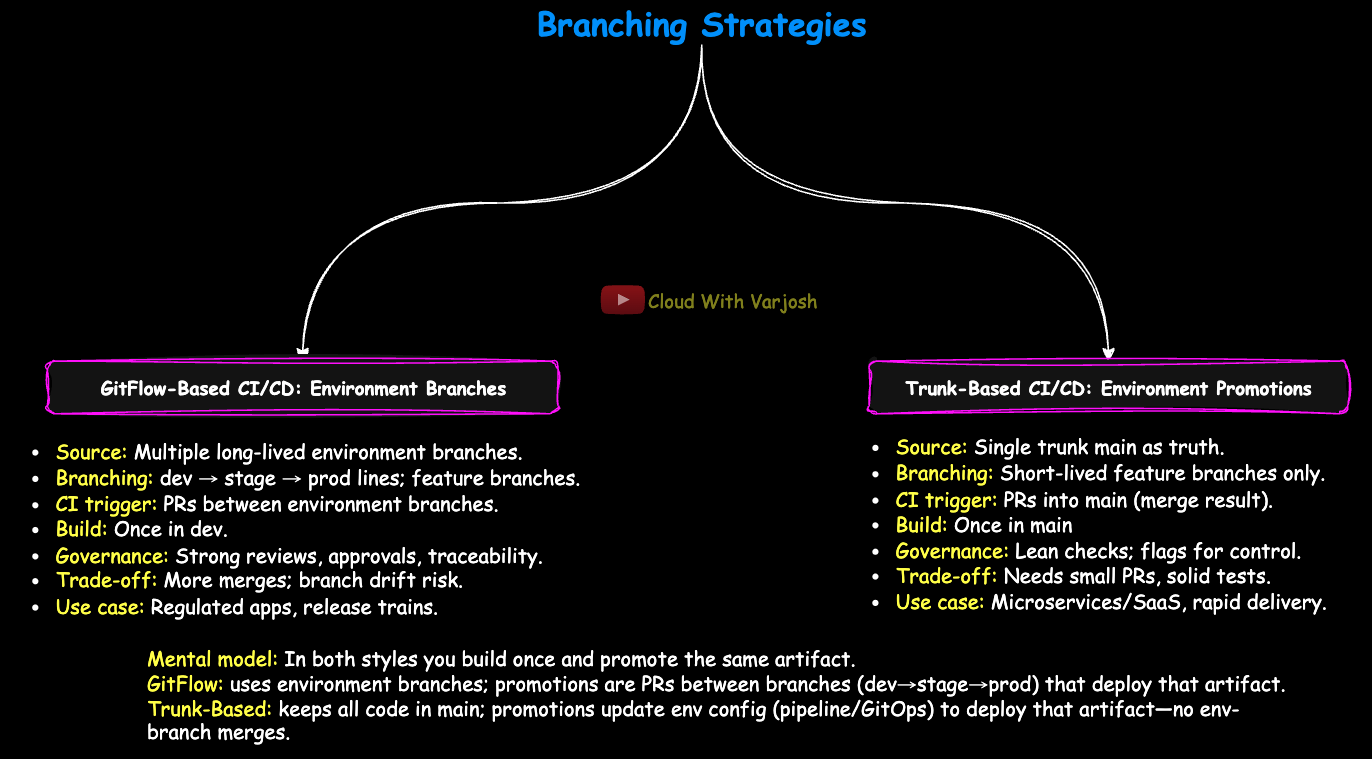 Branching Strategies
Cloud With Varjosh
GitFlow-Based CI/CD: Environment Branches
• Source: Multiple long-lived environment branches.
• Branching: dev → stage → prod lines; feature branches.
• CI trigger: PRs between environment branches.
• Build: Once in dev.
• Governance: Strong reviews, approvals, traceability.
• Trade-off: More merges; branch drift risk.
• Use case: Regulated apps, release trains.
Trunk-Based CI/CD: Environment Promotions
• Source: Single trunk main as truth.
• Branching: Short-lived feature branches only.
• CI trigger: PRs into main (merge result).
• Build: Once in main
• Governance: Lean checks; flags for control.
• Trade-off: Needs small PRs, solid tests.
• Use case: Microservices/SaaS, rapid delivery.
Mental model: In both styles you build once and promote the same artifact.
GitFlow: uses environment branches; promotions are PRs between branches (dev→stage→prod) that deploy that artifact.
Trunk-Based: keeps all code in main; promotions update env config (pipeline/GitOps) to deploy that artifact—no env-
branch merges.